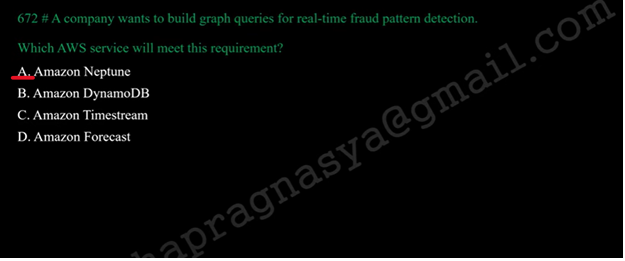 672 # A company wants to build graph queries for real-time fraud pattern detection.
Which AWS service will meet this requirement?
A. Amazon Neptune
B. Amazon DynamoDB
C. Amazon Timestream
D. Amazon Forecast